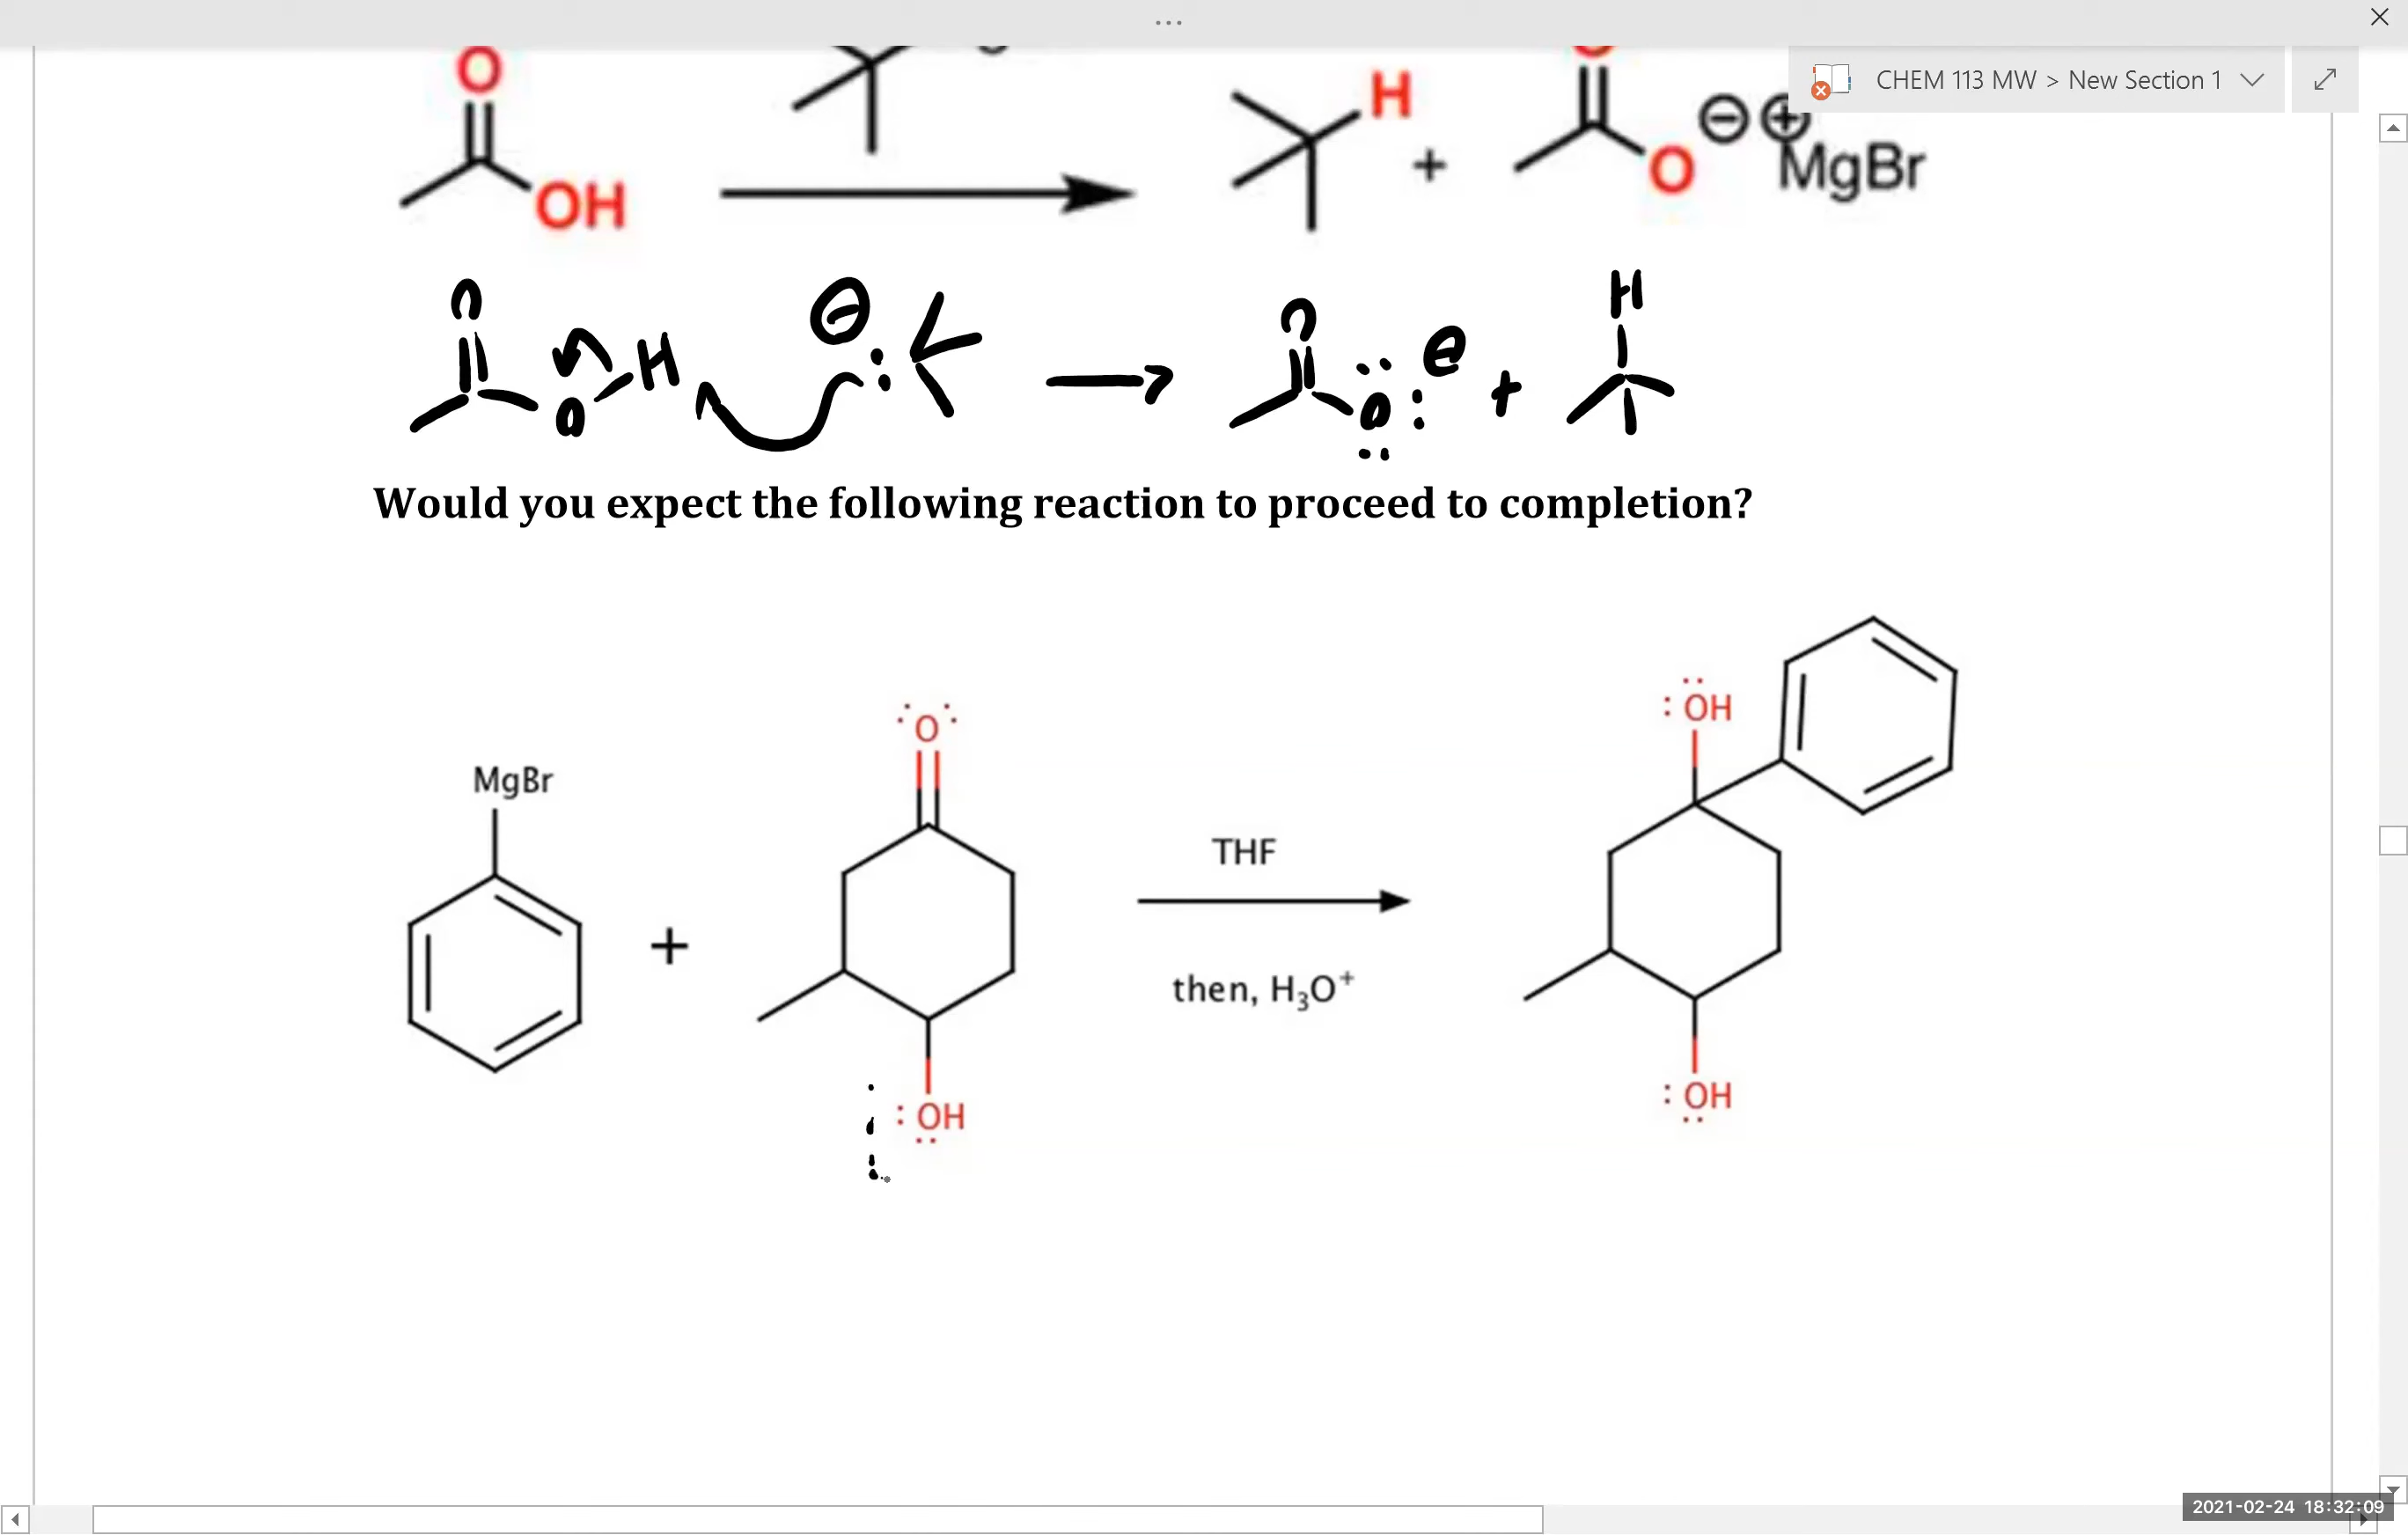 CHEM 113 MW > New Section 1
O
OH
H
+
O
⊖⊕
MgBr
O
O H ⊖ : → O ⊖ + H
Would you expect the following reaction to proceed to completion?
MgBr
+
O
: OH
THF
then, H₃O⁺
: OH
: OH
2021-02-24 18:32:09